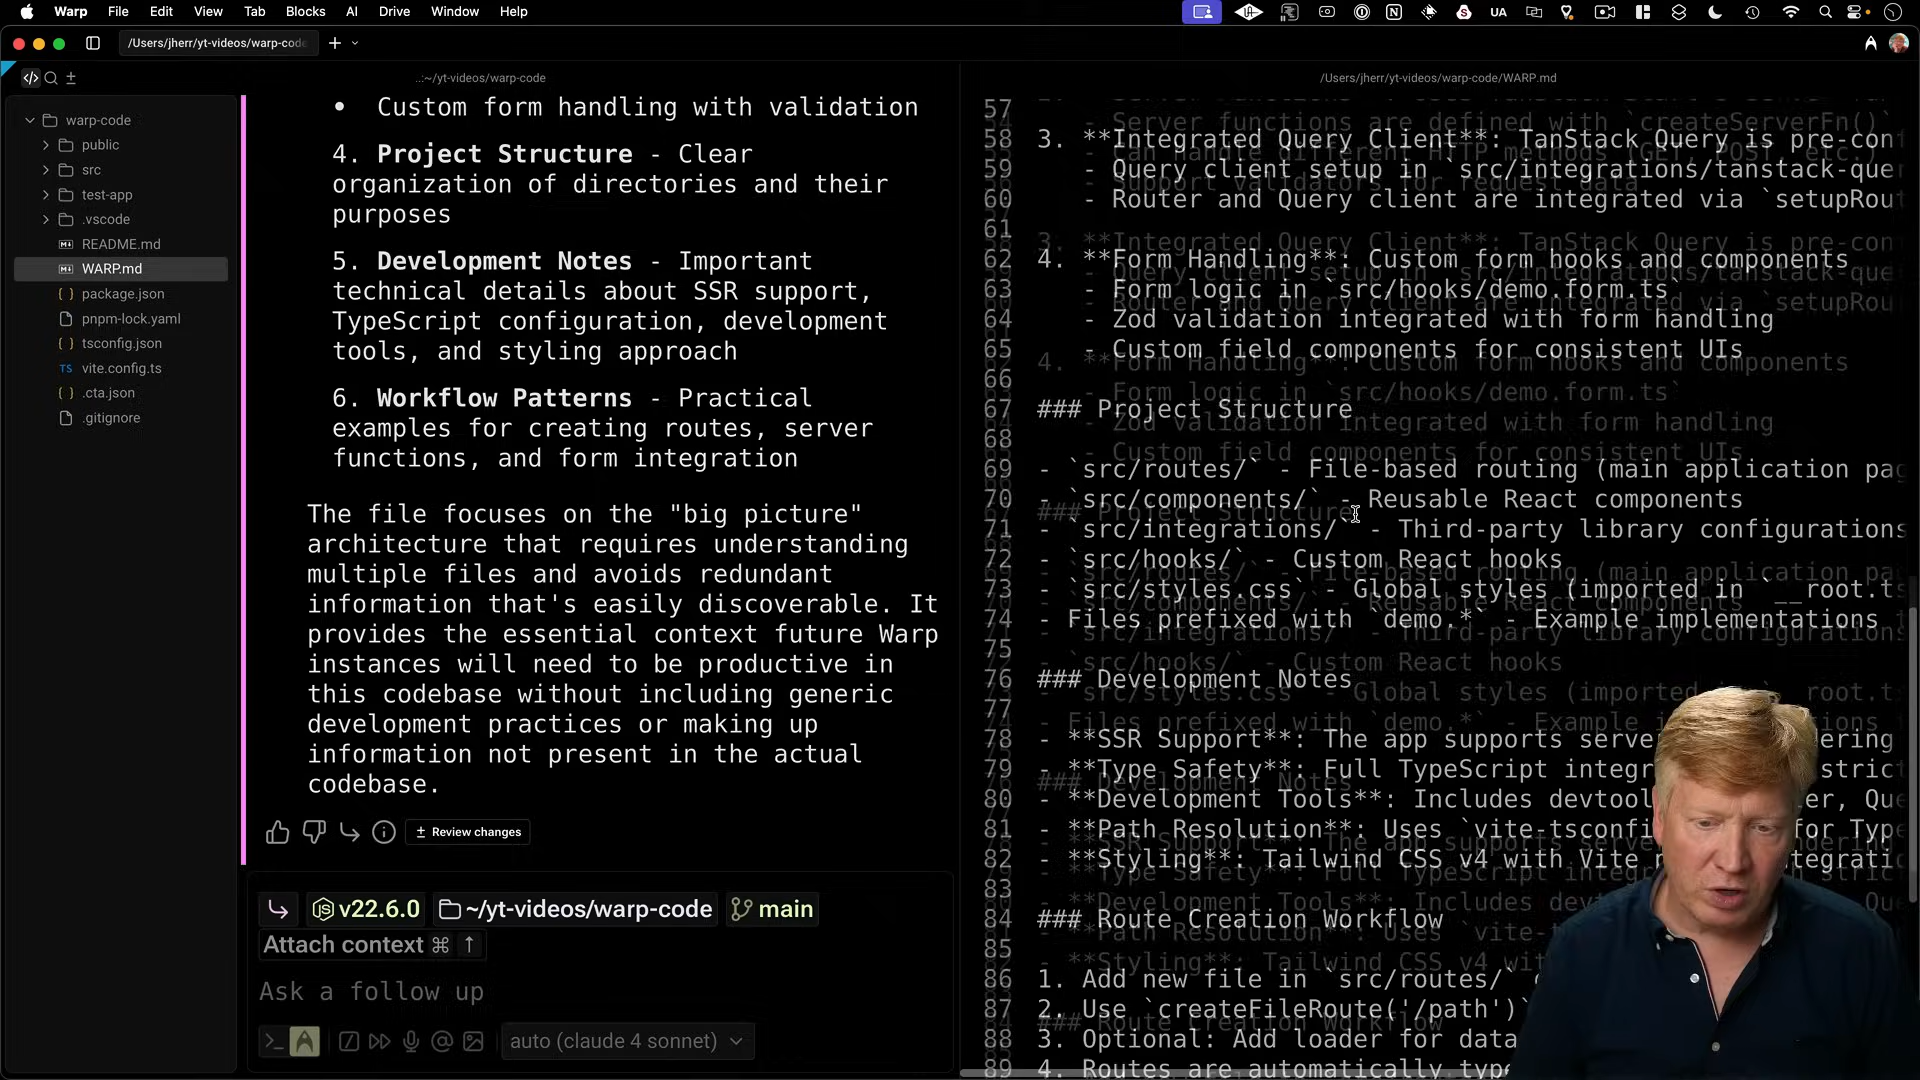 Warp File Edit View Tab Blocks AI Drive Window Help
UA
/Users/jherr/yt-videos/warp-code
..:~/yt-videos/warp-code
/Users/jherr/yt-videos/warp-code/WARP.md
warp-code
public
src
test-app
.vscode
README.md
WARP.md
package.json
pnpm-lock.yaml
tsconfig.json
TS vite.config.ts
.cta.json
.gitignore
• Custom form handling with validation
4. Project Structure - Clear
organization of directories and their
purposes
5. Development Notes - Important
technical details about SSR support,
TypeScript configuration, development
tools, and styling approach
6. Workflow Patterns - Practical
examples for creating routes, server
functions, and form integration
The file focuses on the "big picture"
architecture that requires understanding
multiple files and avoids redundant
information that's easily discoverable. It
provides the essential context future Warp
instances will need to be productive in
this codebase without including generic
development practices or making up
information not present in the actual
codebase.
Review changes
v22.6.0 ~/yt-videos/warp-code main
Attach context ⌘ ↑
Ask a follow up
auto (claude 4 sonnet)
57
58 3. **Integrated Query Client**: TanStack Query is pre-con
59 - Query client setup in `src/integrations/tanstack-que
60 - Router and Query client are integrated via `setupRou
61
62 4. **Form Handling**: Custom form hooks and components
63 - Form logic in `src/hooks/demo.form.ts`
64 - Zod validation integrated with form handling
65 - Custom field components for consistent UIs
66
67 ### Project Structure
68
69 - `src/routes/` - File-based routing (main application pag
70 - `src/components/` - Reusable React components
71 - `src/integrations/` - Third-party library configurations
72 - `src/hooks/` - Custom React hooks
73 - `src/styles.css` - Global styles (imported in `__root.ts
74 - Files prefixed with `demo.*` - Example implementations
75
76 ### Development Notes
77
78 - **SSR Support**: The app supports server
79 - **Type Safety**: Full TypeScript integr strict
80 - **Development Tools**: Includes devtool
81 - **Path Resolution**: Uses `vite-tsconfi for Type
82 - **Styling**: Tailwind CSS v4 with Vite
83
84 ### Route Creation Workflow
85
86 1. Add new file in `src/routes/`
87 2. Use `createFileRoute('/path')`
88 3. Optional: Add loader for data
89 4. Routes are automatically type